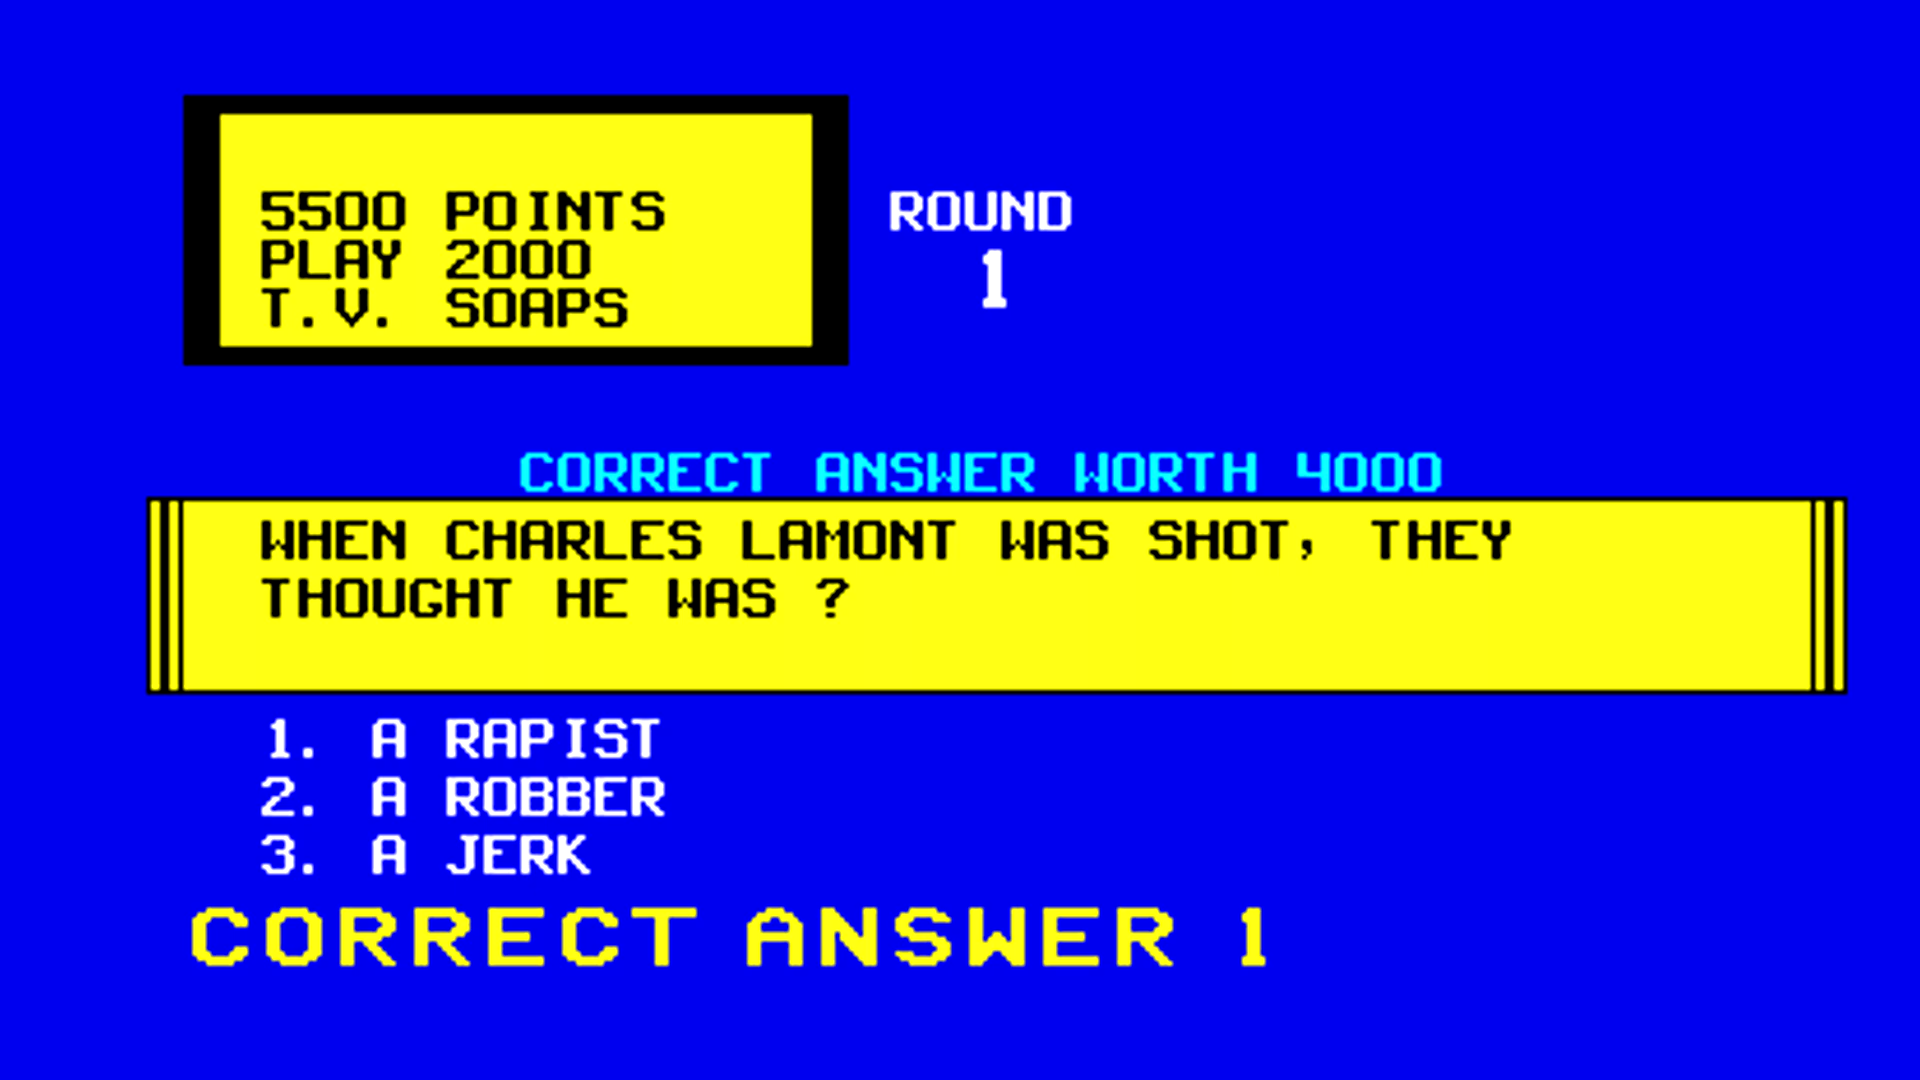 5500 POINTS
PLAY 2000
T.V. SOAPS
ROUND
1
CORRECT ANSWER WORTH 4000
WHEN CHARLES LAMONT WAS SHOT, THEY
THOUGHT HE WAS ?
1. A RAPIST
2. A ROBBER
3. A JERK
CORRECT ANSWER 1